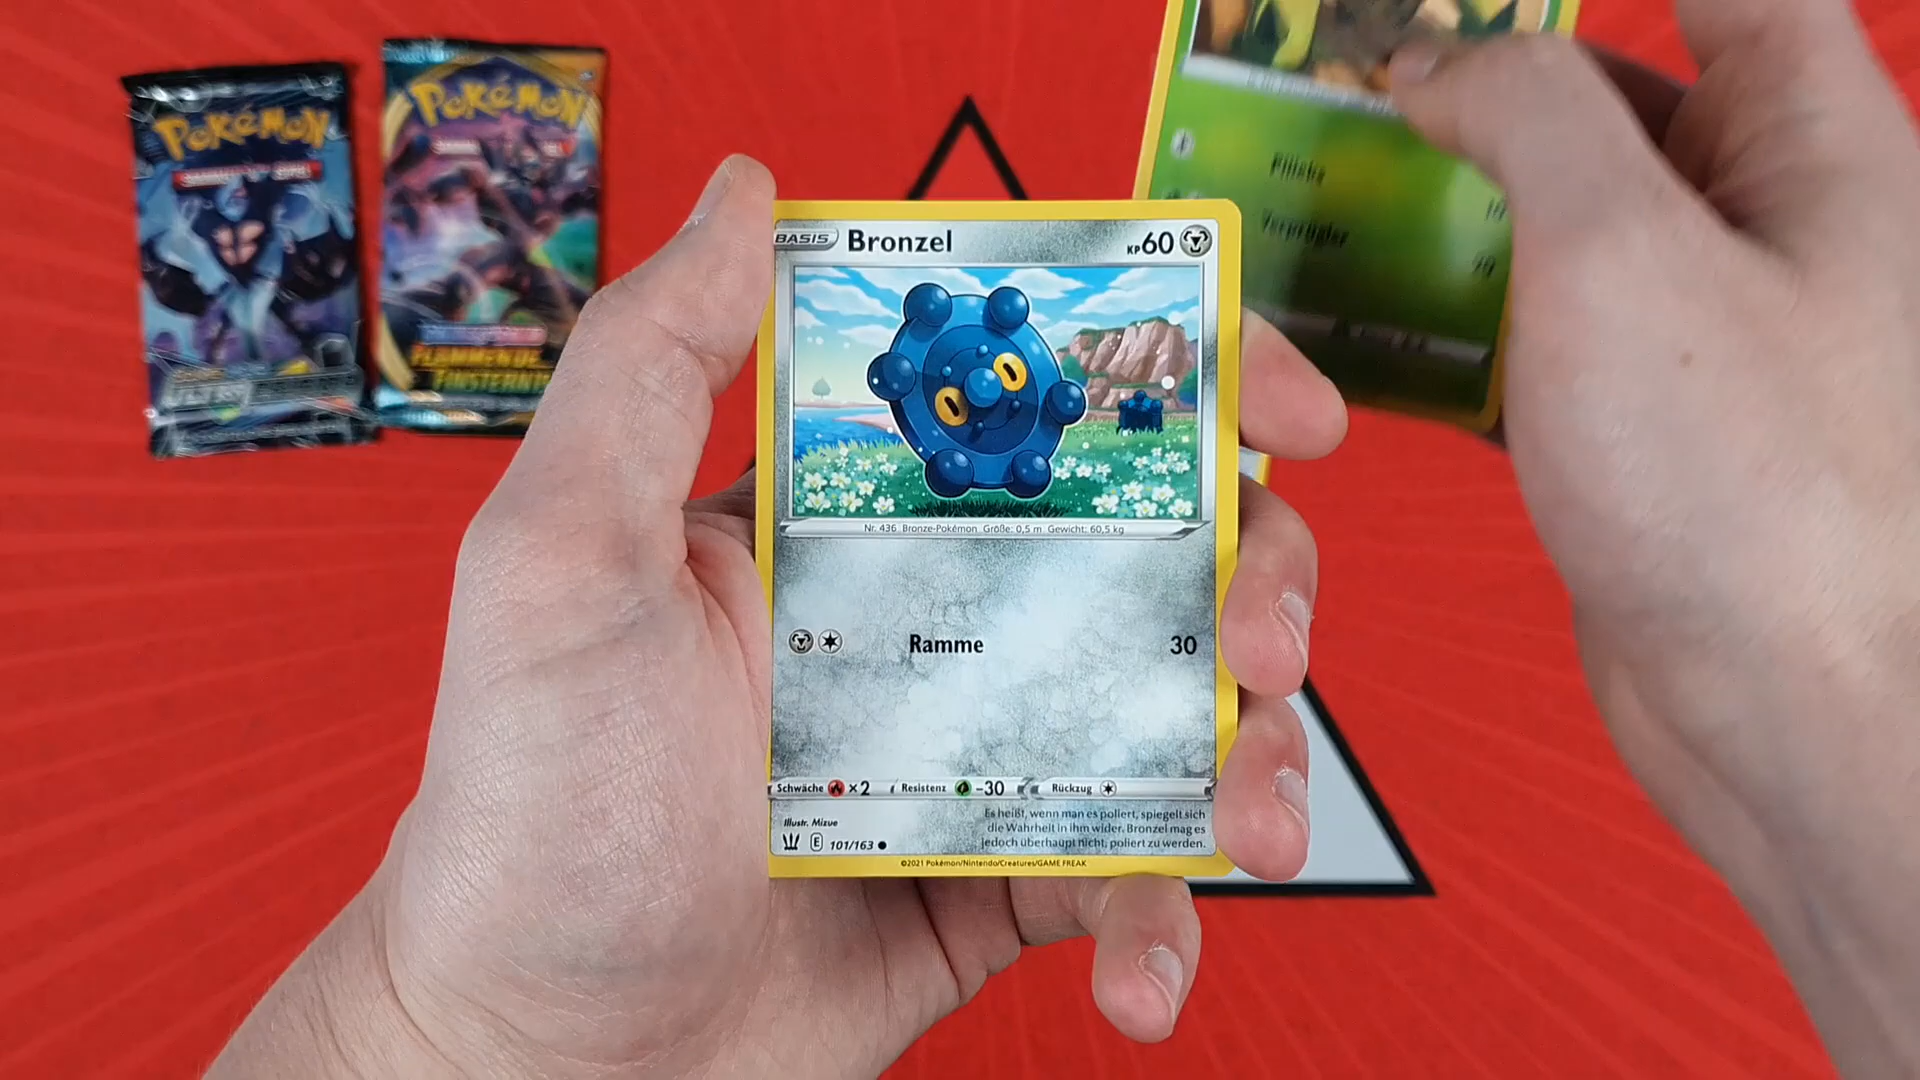 Pokémon
Pokémon
FLAMMENDE
FINSTERNIS
BASIS Bronzel KP60
Nr. 436 Bronze-Pokémon Größe: 0,5 m Gewicht: 60,5 kg
Ramme 30
Schwäche ×2 Resistenz -30 Rückzug
Illustr. Mizue
Es heißt, wenn man es poliert, spiegelt sich
die Wahrheit in ihm wider. Bronzel mag es
jedoch überhaupt nicht, poliert zu werden.
E 101/163
©2021 Pokémon/Nintendo/Creatures/GAME FREAK
10
Verprügler
20